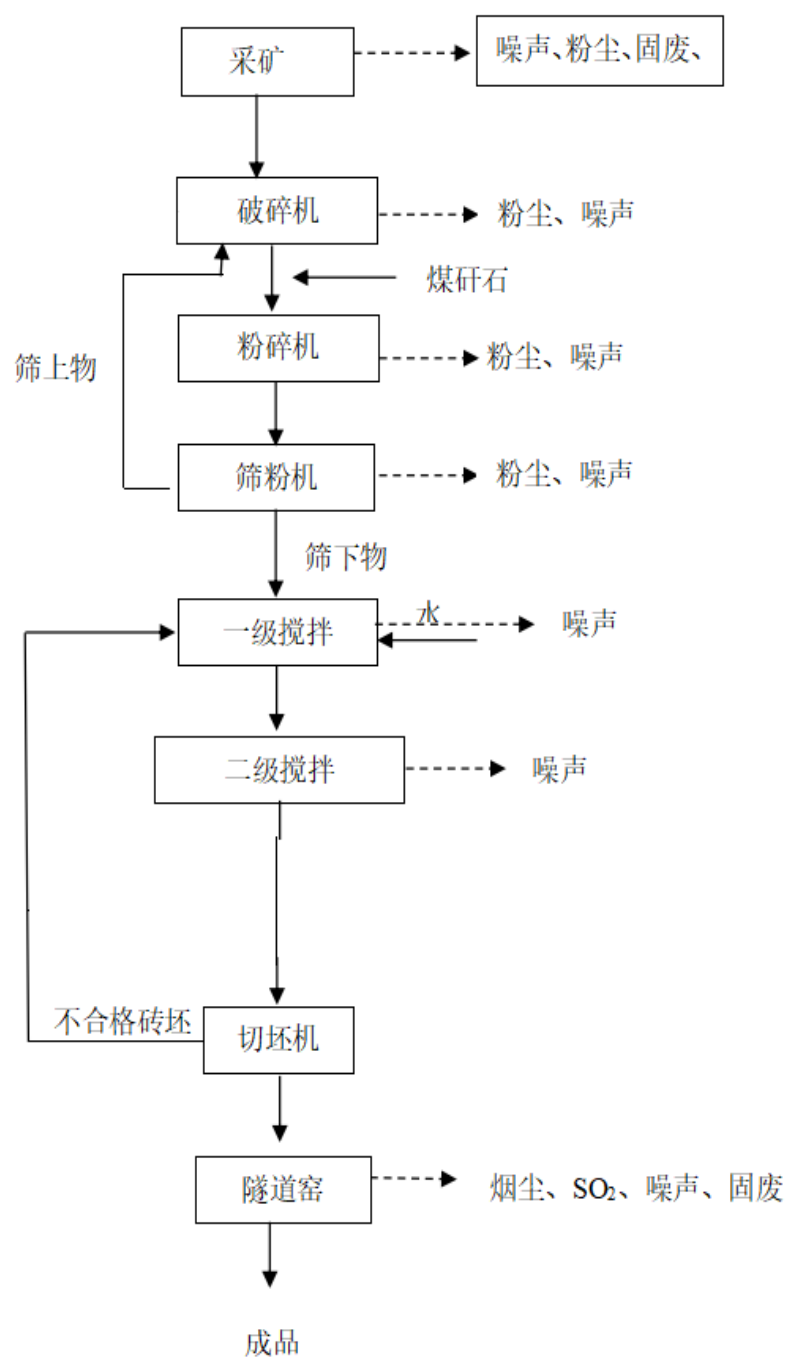 采矿
噪声、粉尘、固废、
破碎机
粉尘、噪声
煤矸石
粉碎机
粉尘、噪声
筛上物
筛粉机
粉尘、噪声
筛下物
水
一级搅拌
噪声
二级搅拌
噪声
不合格砖坯
切坯机
隧道窑
烟尘、SO₂、噪声、固废
成品